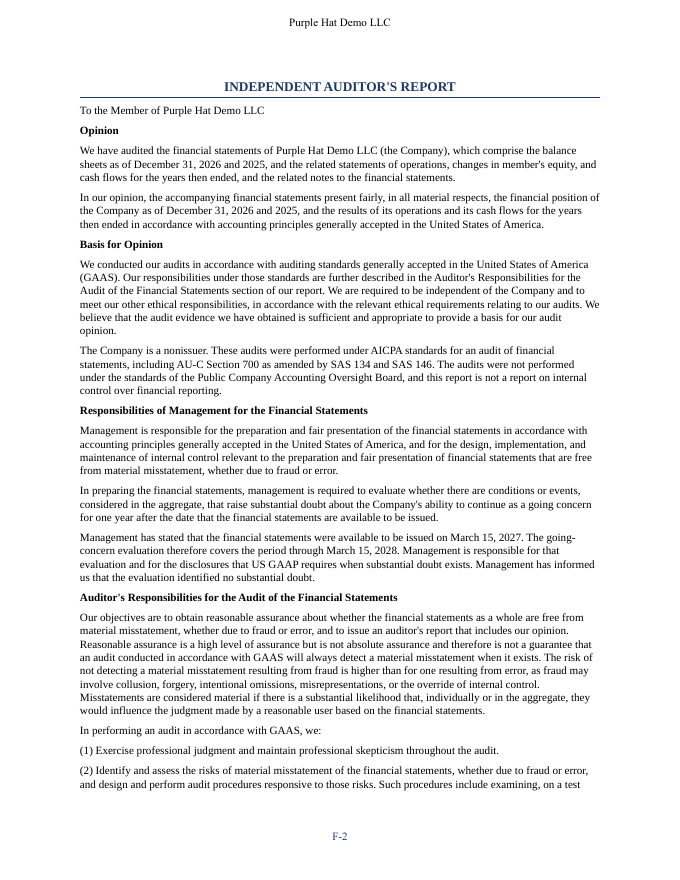 Purple Hat Demo LLC
INDEPENDENT AUDITOR'S REPORT
To the Member of Purple Hat Demo LLC
Opinion
We have audited the financial statements of Purple Hat Demo LLC (the Company), which comprise the balance
sheets as of December 31, 2026 and 2025, and the related statements of operations, changes in member's equity, and
cash flows for the years then ended, and the related notes to the financial statements.
In our opinion, the accompanying financial statements present fairly, in all material respects, the financial position of
the Company as of December 31, 2026 and 2025, and the results of its operations and its cash flows for the years
then ended in accordance with accounting principles generally accepted in the United States of America.
Basis for Opinion
We conducted our audits in accordance with auditing standards generally accepted in the United States of America
(GAAS). Our responsibilities under those standards are further described in the Auditor's Responsibilities for the
Audit of the Financial Statements section of our report. We are required to be independent of the Company and to
meet our other ethical responsibilities, in accordance with the relevant ethical requirements relating to our audits. We
believe that the audit evidence we have obtained is sufficient and appropriate to provide a basis for our audit
opinion.
The Company is a nonissuer. These audits were performed under AICPA standards for an audit of financial
statements, including AU-C Section 700 as amended by SAS 134 and SAS 146. The audits were not performed
under the standards of the Public Company Accounting Oversight Board, and this report is not a report on internal
control over financial reporting.
Responsibilities of Management for the Financial Statements
Management is responsible for the preparation and fair presentation of the financial statements in accordance with
accounting principles generally accepted in the United States of America, and for the design, implementation, and
maintenance of internal control relevant to the preparation and fair presentation of financial statements that are free
from material misstatement, whether due to fraud or error.
In preparing the financial statements, management is required to evaluate whether there are conditions or events,
considered in the aggregate, that raise substantial doubt about the Company's ability to continue as a going concern
for one year after the date that the financial statements are available to be issued.
Management has stated that the financial statements were available to be issued on March 15, 2027. The going-
concern evaluation therefore covers the period through March 15, 2028. Management is responsible for that
evaluation and for the disclosures that US GAAP requires when substantial doubt exists. Management has informed
us that the evaluation identified no substantial doubt.
Auditor's Responsibilities for the Audit of the Financial Statements
Our objectives are to obtain reasonable assurance about whether the financial statements as a whole are free from
material misstatement, whether due to fraud or error, and to issue an auditor's report that includes our opinion.
Reasonable assurance is a high level of assurance but is not absolute assurance and therefore is not a guarantee that
an audit conducted in accordance with GAAS will always detect a material misstatement when it exists. The risk of
not detecting a material misstatement resulting from fraud is higher than for one resulting from error, as fraud may
involve collusion, forgery, intentional omissions, misrepresentations, or the override of internal control.
Misstatements are considered material if there is a substantial likelihood that, individually or in the aggregate, they
would influence the judgment made by a reasonable user based on the financial statements.
In performing an audit in accordance with GAAS, we:
(1) Exercise professional judgment and maintain professional skepticism throughout the audit.
(2) Identify and assess the risks of material misstatement of the financial statements, whether due to fraud or error,
and design and perform audit procedures responsive to those risks. Such procedures include examining, on a test
F-2